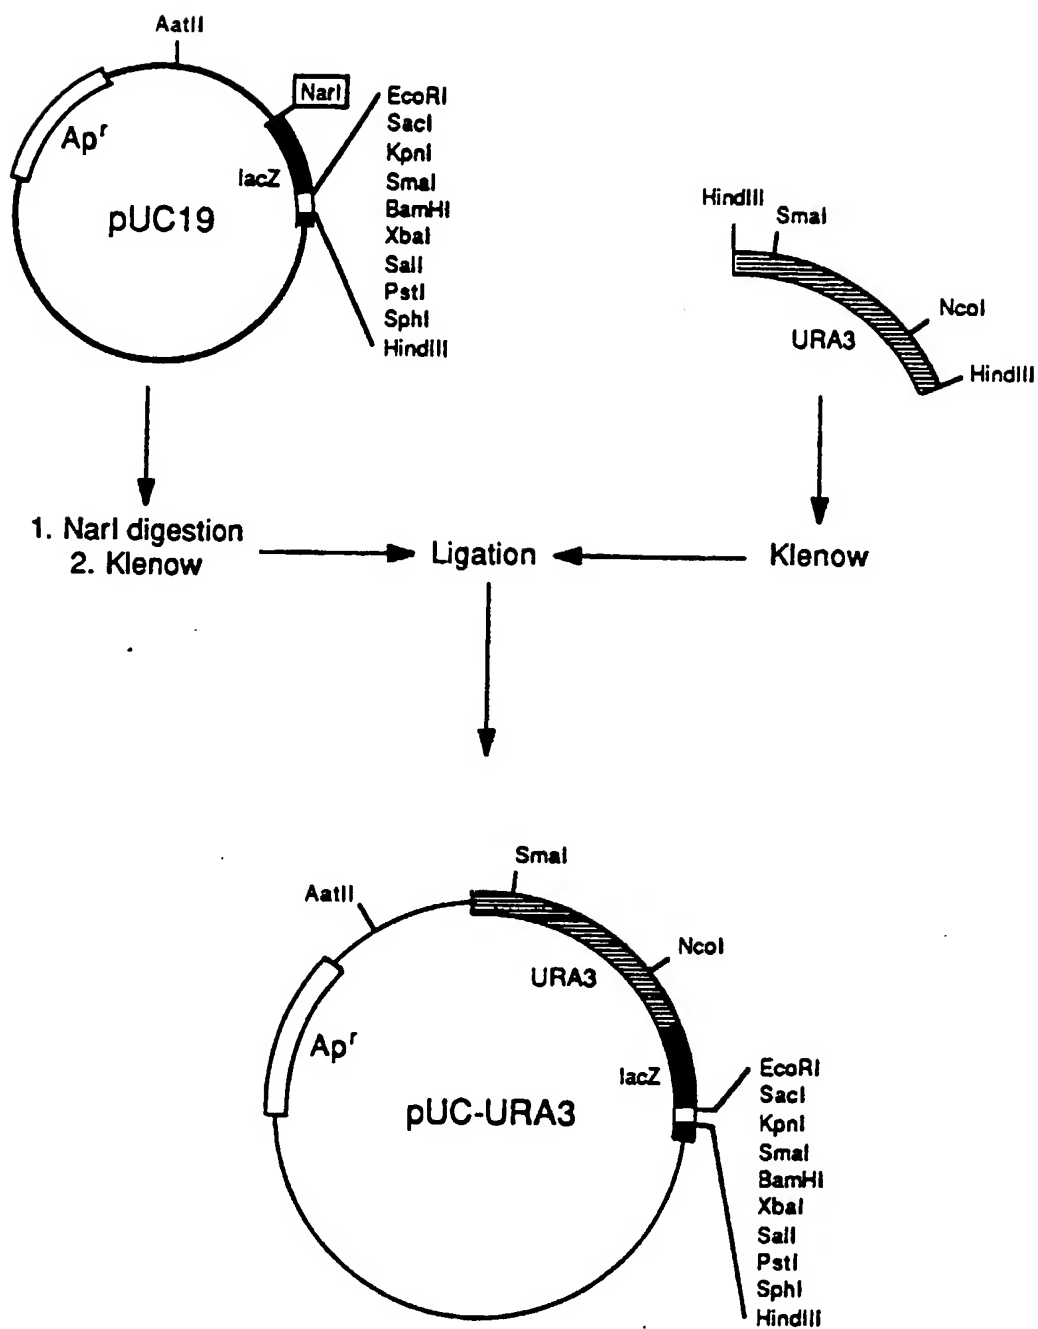 AatII
NarI
EcoRI
SacI
KpnI
SmaI
BamHI
XbaI
SalI
PstI
SphI
HindIII
Apʳ
lacZ
pUC19
HindIII
SmaI
NcoI
URA3
HindIII
1. NarI digestion
2. Klenow
Ligation
Klenow
SmaI
AatII
NcoI
URA3
Apʳ
lacZ
pUC-URA3
EcoRI
SacI
KpnI
SmaI
BamHI
XbaI
SalI
PstI
SphI
HindIII